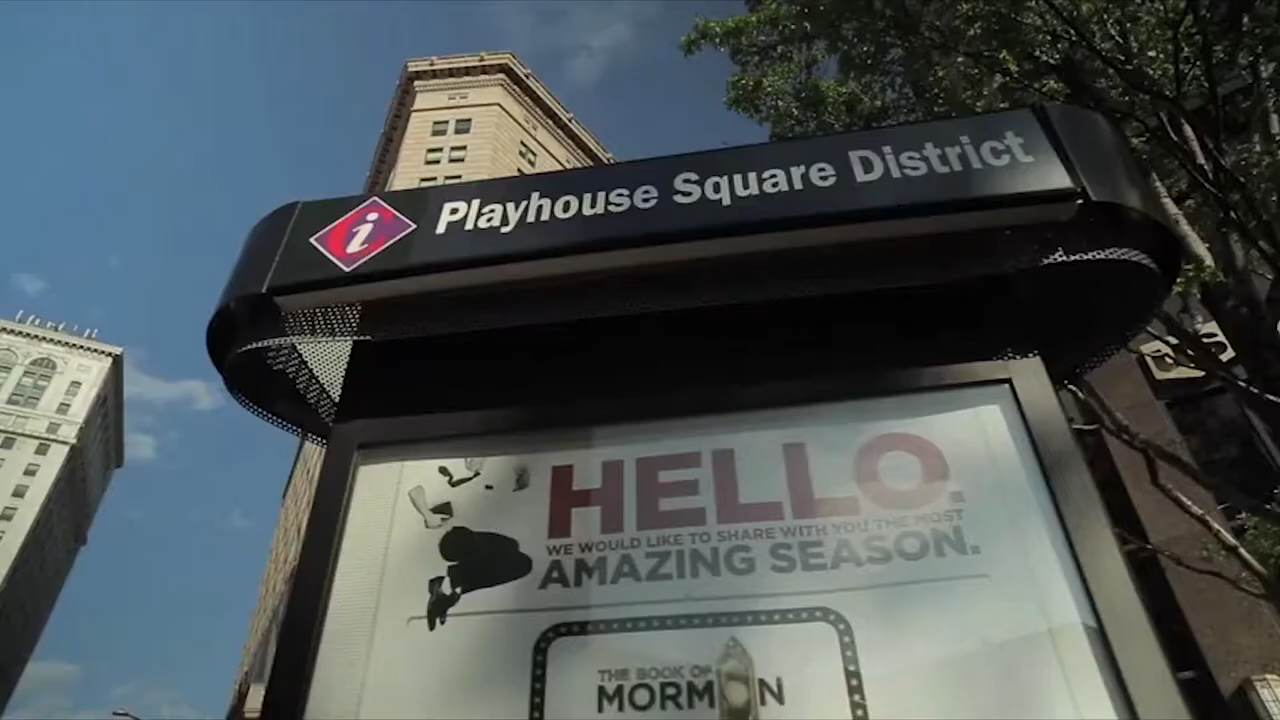 i Playhouse Square District
HELLO.
WE WOULD LIKE TO SHARE WITH YOU THE MOST
AMAZING SEASON.
THE BOOK OF
MORMON